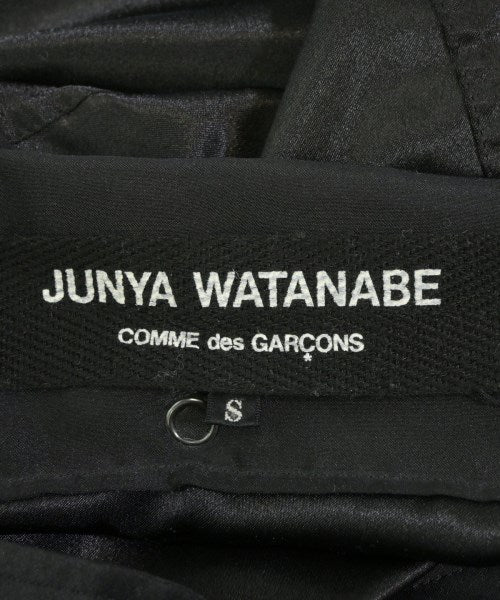 JUNYA WATANABE
COMME des GARÇONS
*
S